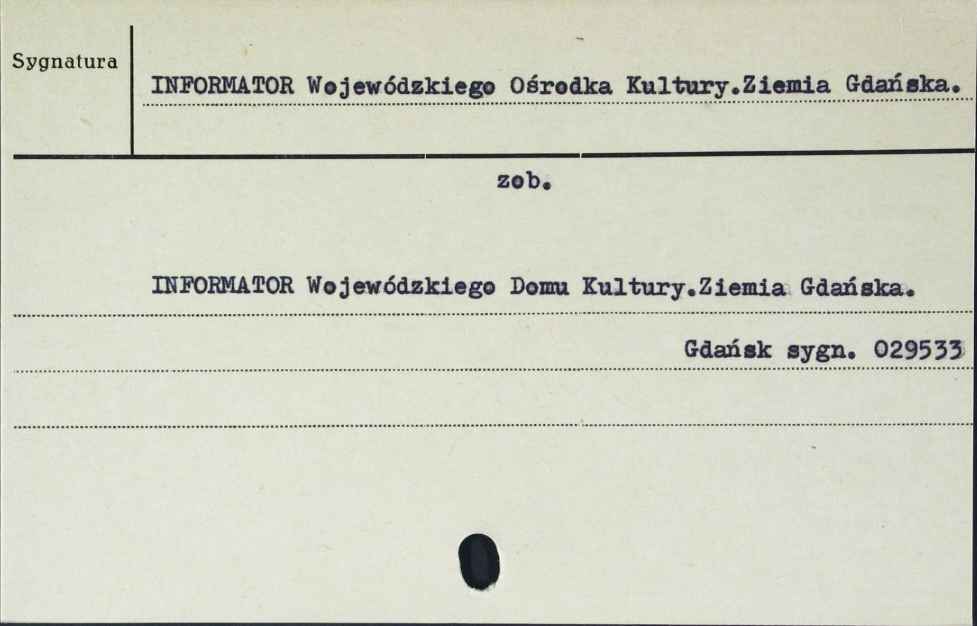 Sygnatura
INFORMATOR Wojewódzkiego Ośrodka Kultury.Ziemia Gdańska.
zob.
INFORMATOR Wojewódzkiego Domu Kultury.Ziemia Gdańska.
Gdańsk sygn. 029533